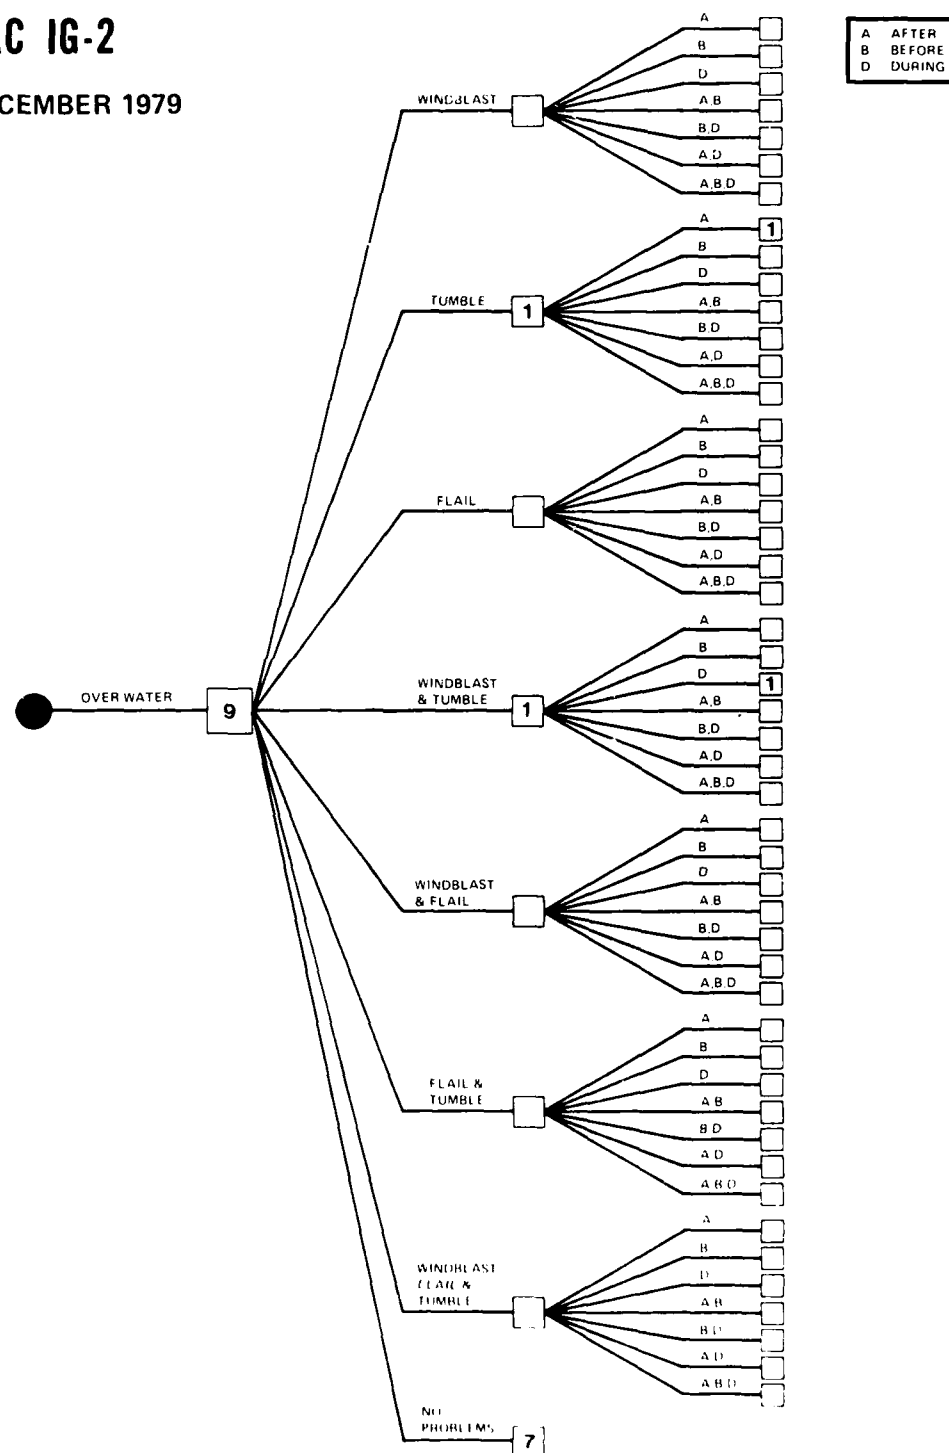 C IG-2
CEMBER 1979
A AFTER
B BEFORE
D DURING
OVER WATER
9
WINDBLAST
A
B
D
A,B
B,D
A,D
A,B,D
TUMBLE
1
A
1
B
D
A,B
B,D
A,D
A,B,D
FLAIL
A
B
D
A,B
B,D
A,D
A,B,D
WINDBLAST
& TUMBLE
1
A
B
D
1
A,B
B,D
A,D
A,B,D
WINDBLAST
& FLAIL
A
B
D
A,B
B,D
A,D
A,B,D
FLAIL &
TUMBLE
A
B
D
A,B
B,D
A,D
A,B,D
WINDBLAST
FLAIL &
TUMBLE
A
B
D
A,B
B,D
A,D
A,B,D
NO
PROBLEMS
7